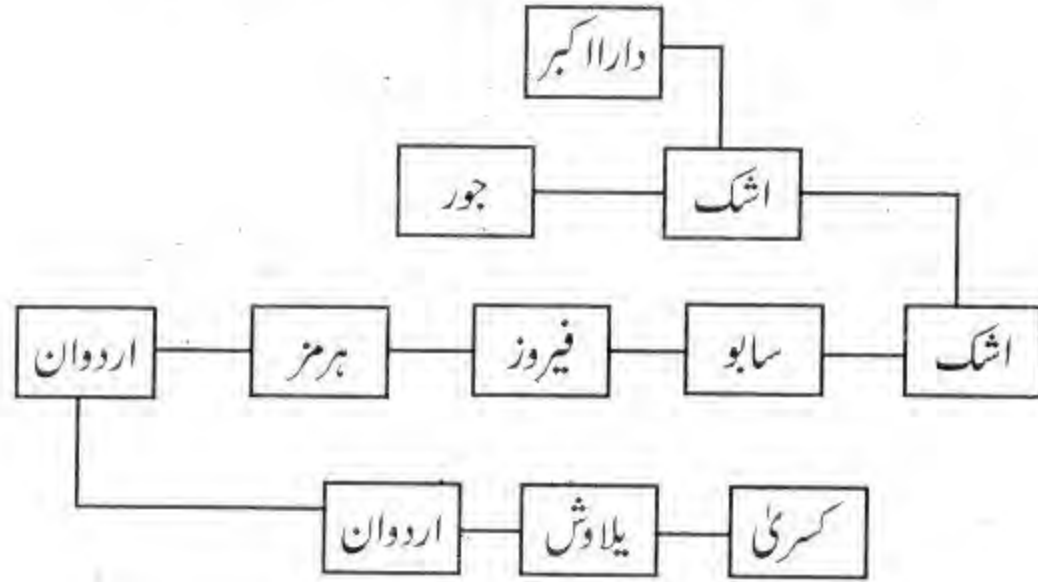 دارا اکبر
اشک
جور
اشک
سابو
فیروز
ہرمز
اردوان
کسریٰ
یلاوش
اردوان